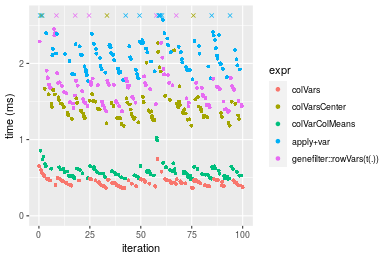 time (ms)
2
1
0
0
25
50
75
100
iteration
expr
colVars
colVarsCenter
colVarColMeans
apply+var
genefilter::rowVars(t(.))